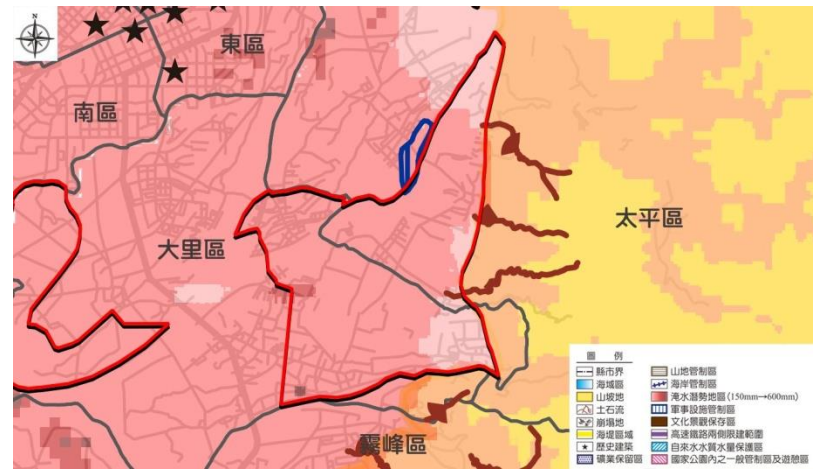 東區
南區
太平區
大里區
霧峰區
圖 例
縣市界
海域區
山坡地
土石流
崩塌地
海堤區域
歷史建築
礦業保留區
山地管制區
海岸管制區
淹水潛勢地區(150mm→600mm)
軍事設施管制區
文化景觀保存區
高速鐵路兩側限建範圍
自來水水質水量保護區
國家公園內之一般管制區及遊憩區